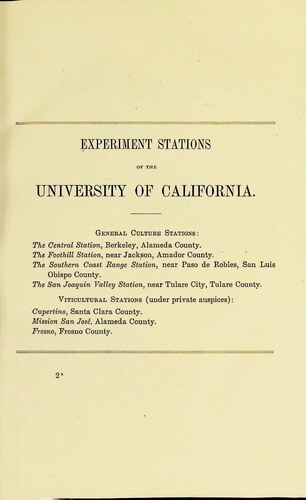 EXPERIMENT STATIONS
OF THE
UNIVERSITY OF CALIFORNIA.
GENERAL CULTURE STATIONS:
The Central Station, Berkeley, Alameda County.
The Foothill Station, near Jackson, Amador County.
The Southern Coast Range Station, near Paso de Robles, San Luis
Obispo County.
The San Joaquin Valley Station, near Tulare City, Tulare County.
VITICULTURAL STATIONS (under private auspices):
Cupertino, Santa Clara County.
Mission San José, Alameda County.
Fresno, Fresno County.
2*